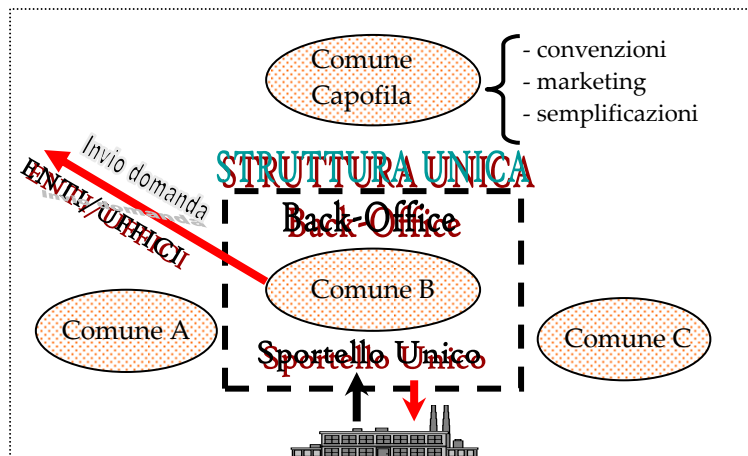 Comune
Capofila
- convenzioni
- marketing
- semplificazioni
Invio domanda
ENTI/UFFICI
STRUTTURA UNICA
Back-Office
Comune B
Comune A
Comune C
Sportello Unico